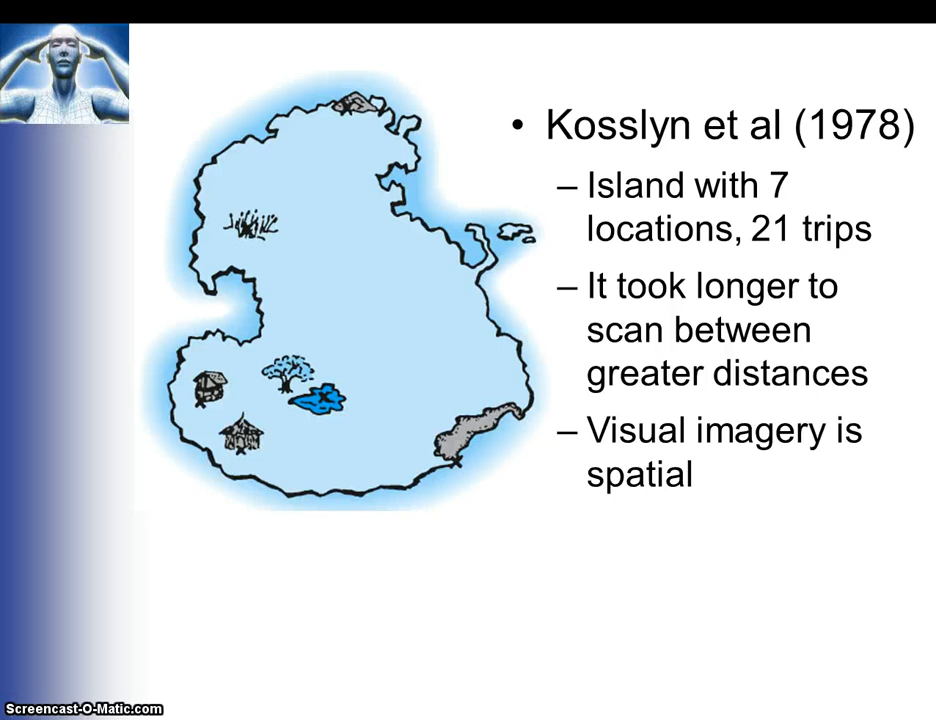 • Kosslyn et al (1978)
– Island with 7
locations, 21 trips
– It took longer to
scan between
greater distances
– Visual imagery is
spatial
Screencast-O-Matic.com